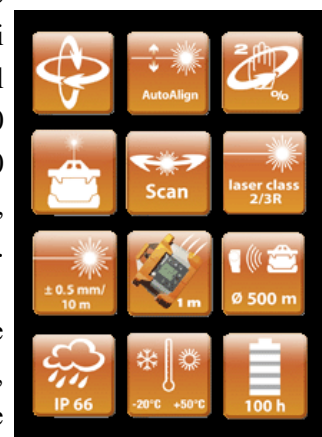 AutoAlign
2
%
Scan
laser class
2/3R
± 0.5 mm/
10 m
1 m
Ø 500 m
IP 66
-20°C +50°C
100 h